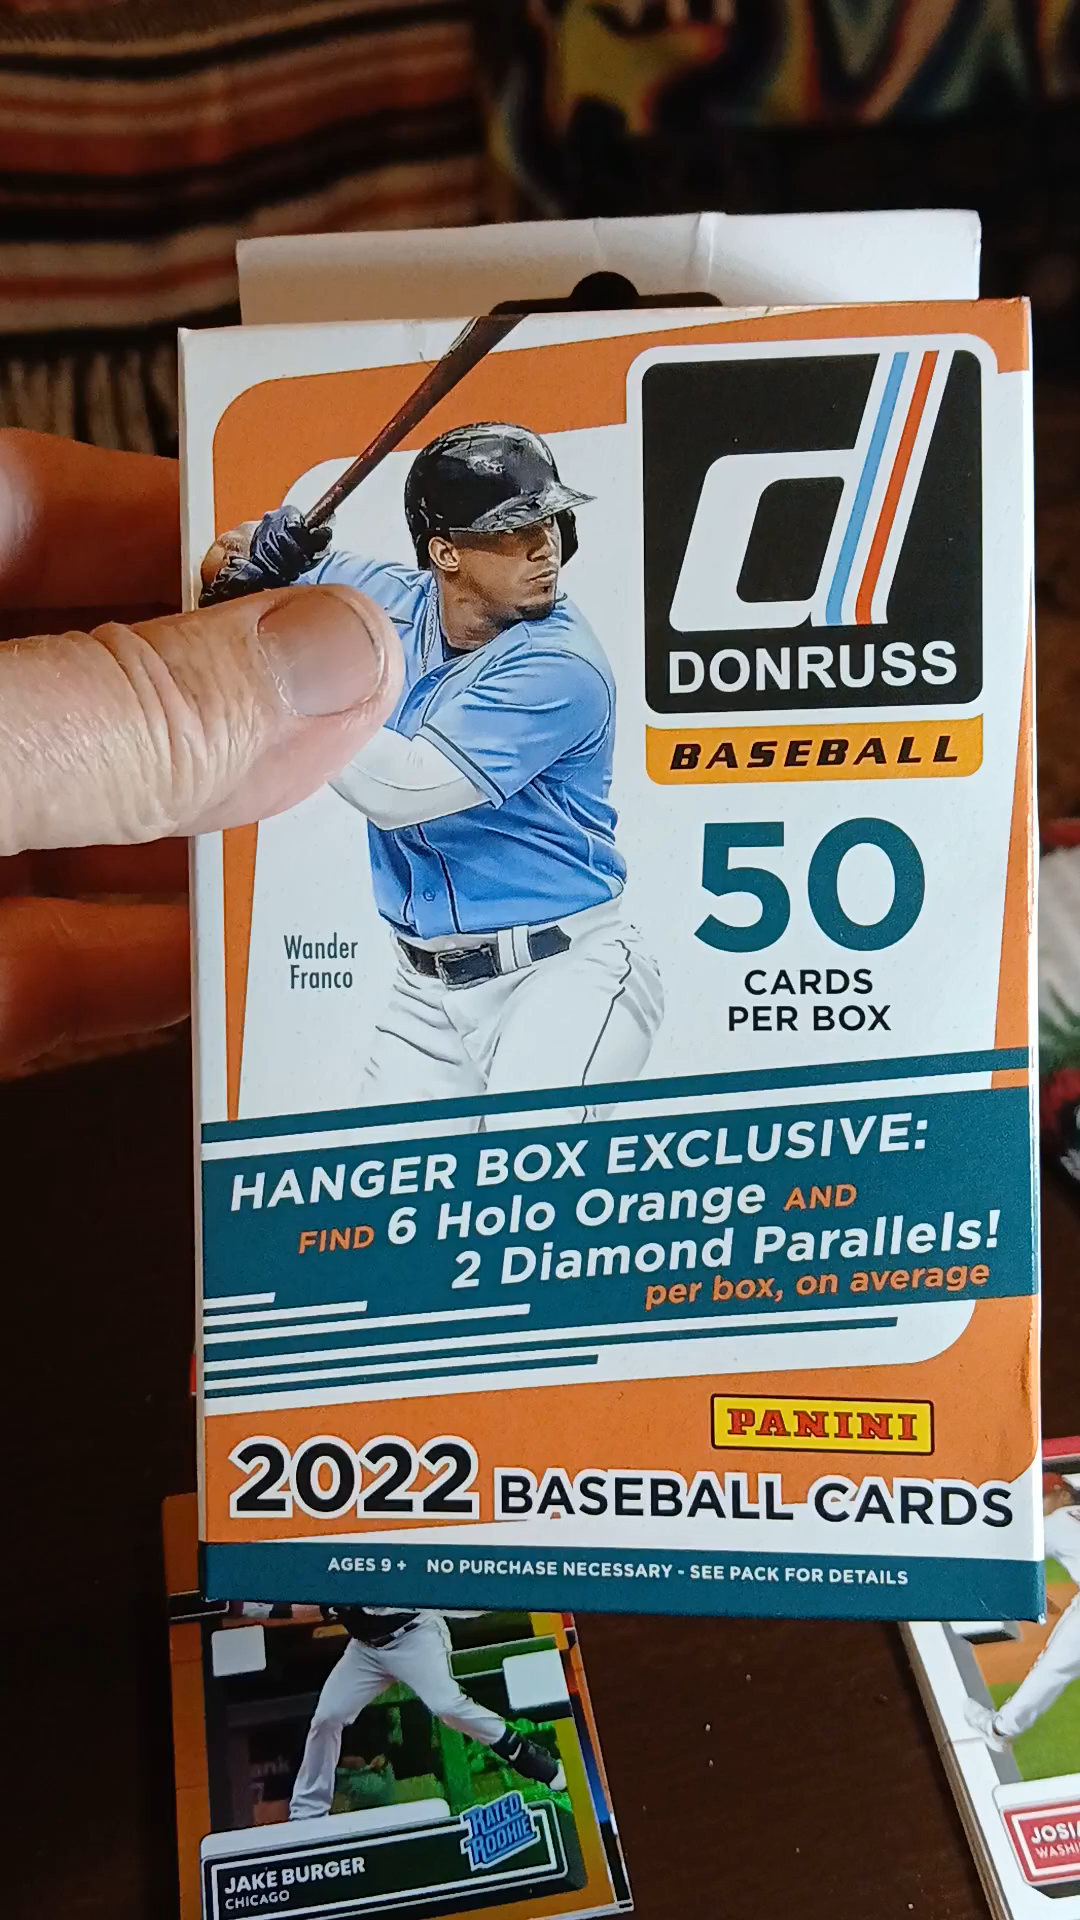 DONRUSS
BASEBALL
50
CARDS
PER BOX
Wander
Franco
HANGER BOX EXCLUSIVE:
FIND 6 Holo Orange AND
2 Diamond Parallels!
per box, on average
PANINI
2022 BASEBALL CARDS
AGES 9 + NO PURCHASE NECESSARY - SEE PACK FOR DETAILS
RATED
ROOKIE
JAKE BURGER
CHICAGO
JOSIA
WASHI